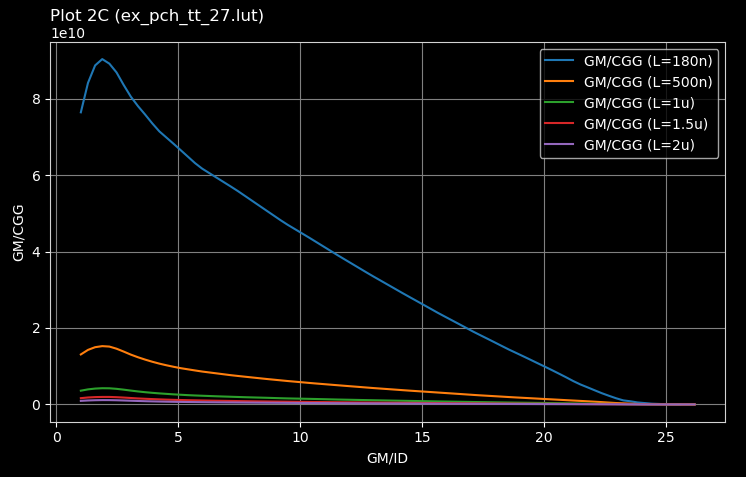 Plot 2C (ex_pch_tt_27.lut)
1e10
GM/CGG (L=180n)
GM/CGG (L=500n)
GM/CGG (L=1u)
GM/CGG (L=1.5u)
GM/CGG (L=2u)
8
6
4
2
0
GM/CGG
0 5 10 15 20 25
GM/ID